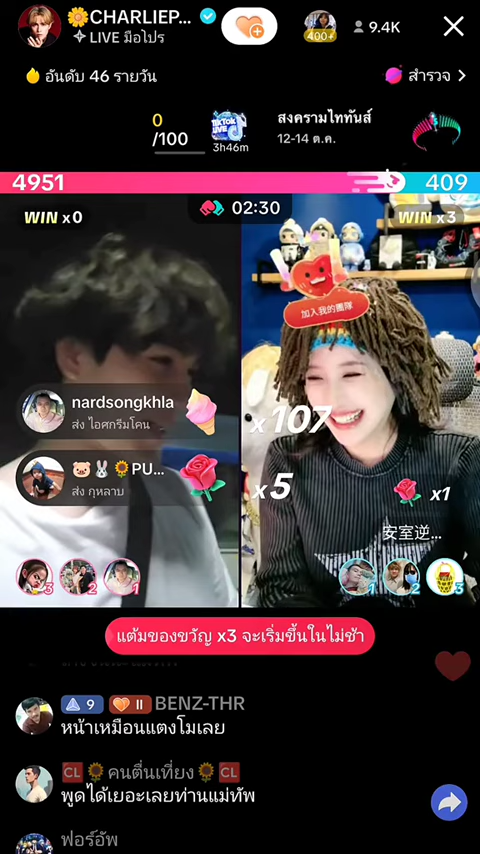 🌼CHARLIEP...
LIVE มือโปร
400+
9.4K
อันดับ 46 รายวัน
สำรวจ
0
/100
TikTok LIVE
3h46m
สงครามไททันส์
12-14 ต.ค.
4951
409
WIN x0
02:30
WIN x3
加入我的團隊
nardsongkhla
ส่ง ไอศกรีมโคน
x107
🐷🐰🌻PU...
ส่ง กุหลาบ
x5
x1
安室逆...
3
2
1
1
2
3
แต้มของขวัญ x3 จะเริ่มขึ้นในไม่ช้า
9
II
BENZ-THR
หน้าเหมือนแตงโมเลย
🆑🌻คนตื่นเที่ยง🌻🆑
พูดได้เยอะเลยท่านแม่ทัพ
ฟอร์อัพ